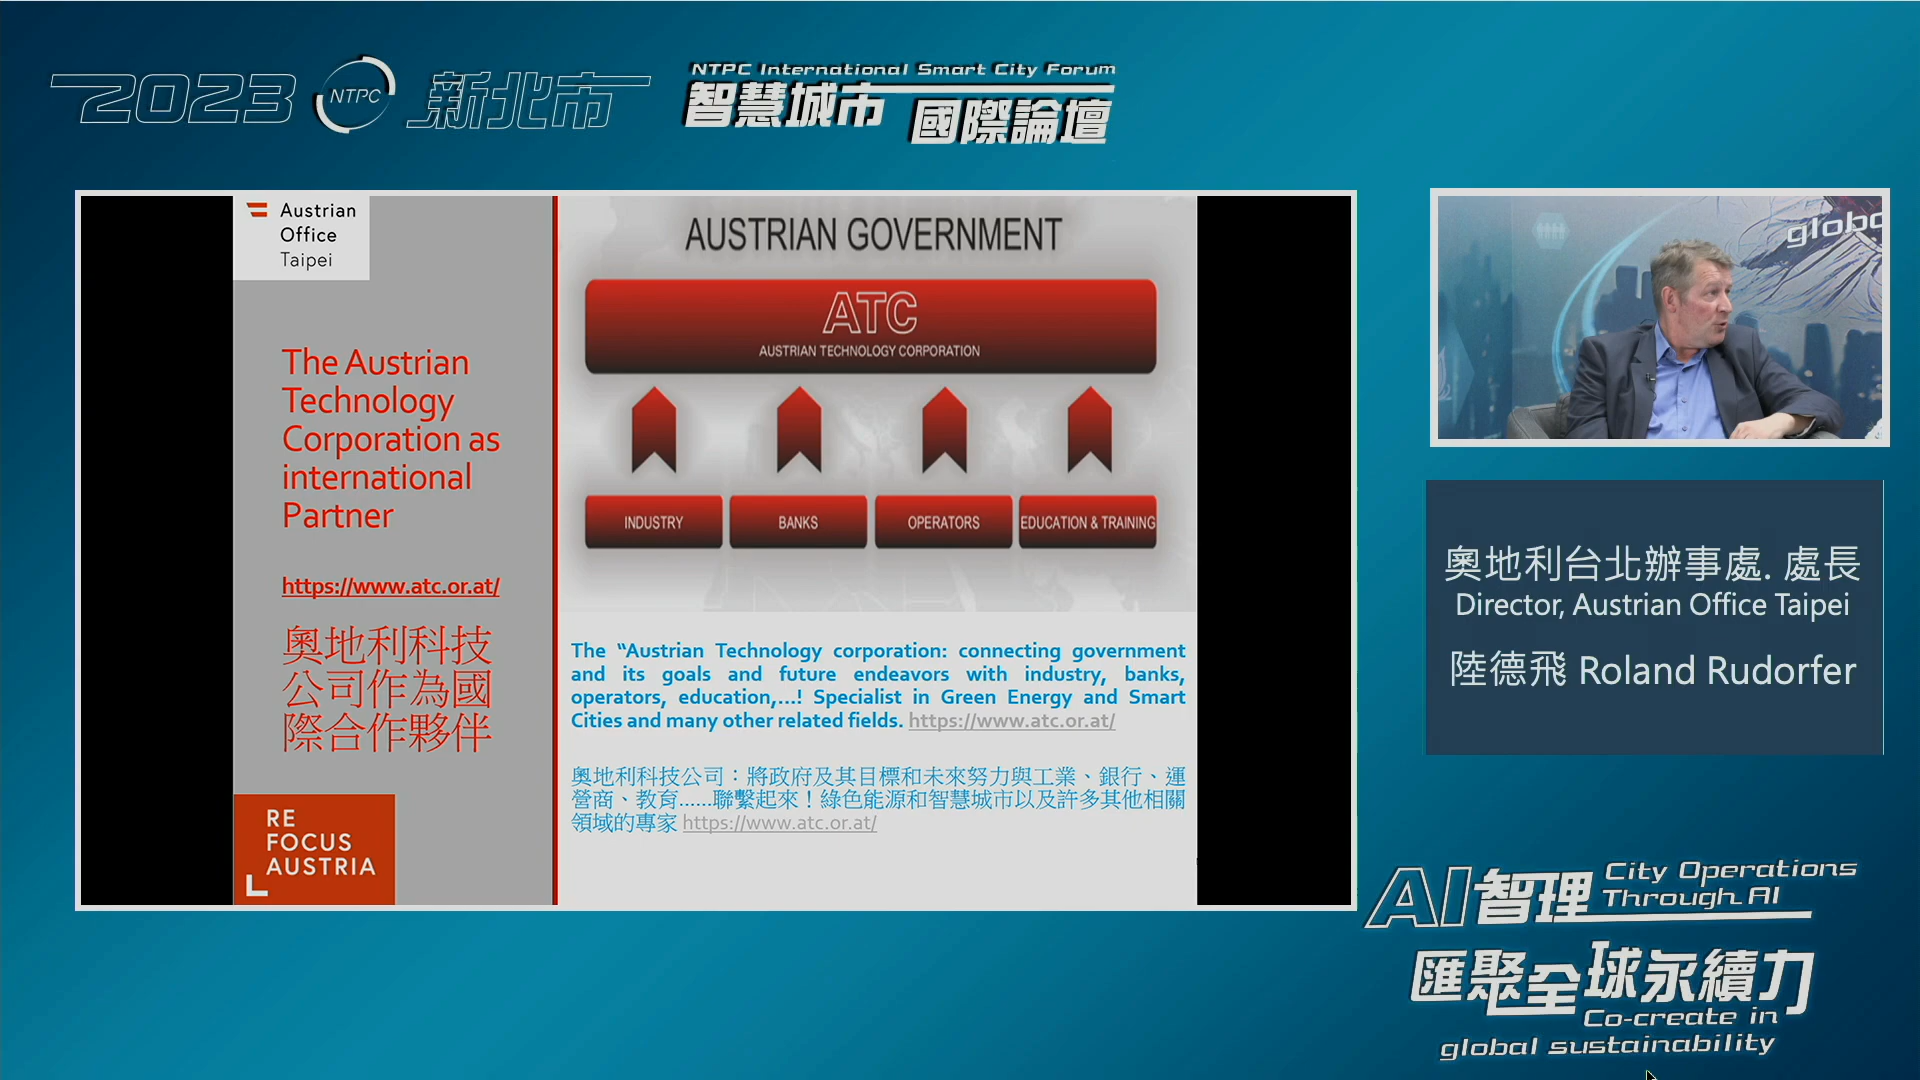 2023 NTPC 新北市
NTPC International Smart City Forum
智慧城市 國際論壇
Austrian
Office
Taipei
The Austrian
Technology
Corporation as
international
Partner
https://www.atc.or.at/
奧地利科技
公司作為國
際合作夥伴
RE
FOCUS
AUSTRIA
AUSTRIAN GOVERNMENT
ATC
AUSTRIAN TECHNOLOGY CORPORATION
INDUSTRY
BANKS
OPERATORS
EDUCATION & TRAINING
The “Austrian Technology corporation: connecting government
and its goals and future endeavors with industry, banks,
operators, education,...! Specialist in Green Energy and Smart
Cities and many other related fields. https://www.atc.or.at/
奧地利科技公司：將政府及其目標和未來努力與工業、銀行、運
營商、教育......聯繫起來！綠色能源和智慧城市以及許多其他相關
領域的專家 https://www.atc.or.at/
奧地利台北辦事處. 處長
Director, Austrian Office Taipei
陸德飛 Roland Rudorfer
AI智理
City Operations
Through AI
匯聚全球永續力
Co-create in
global sustainability